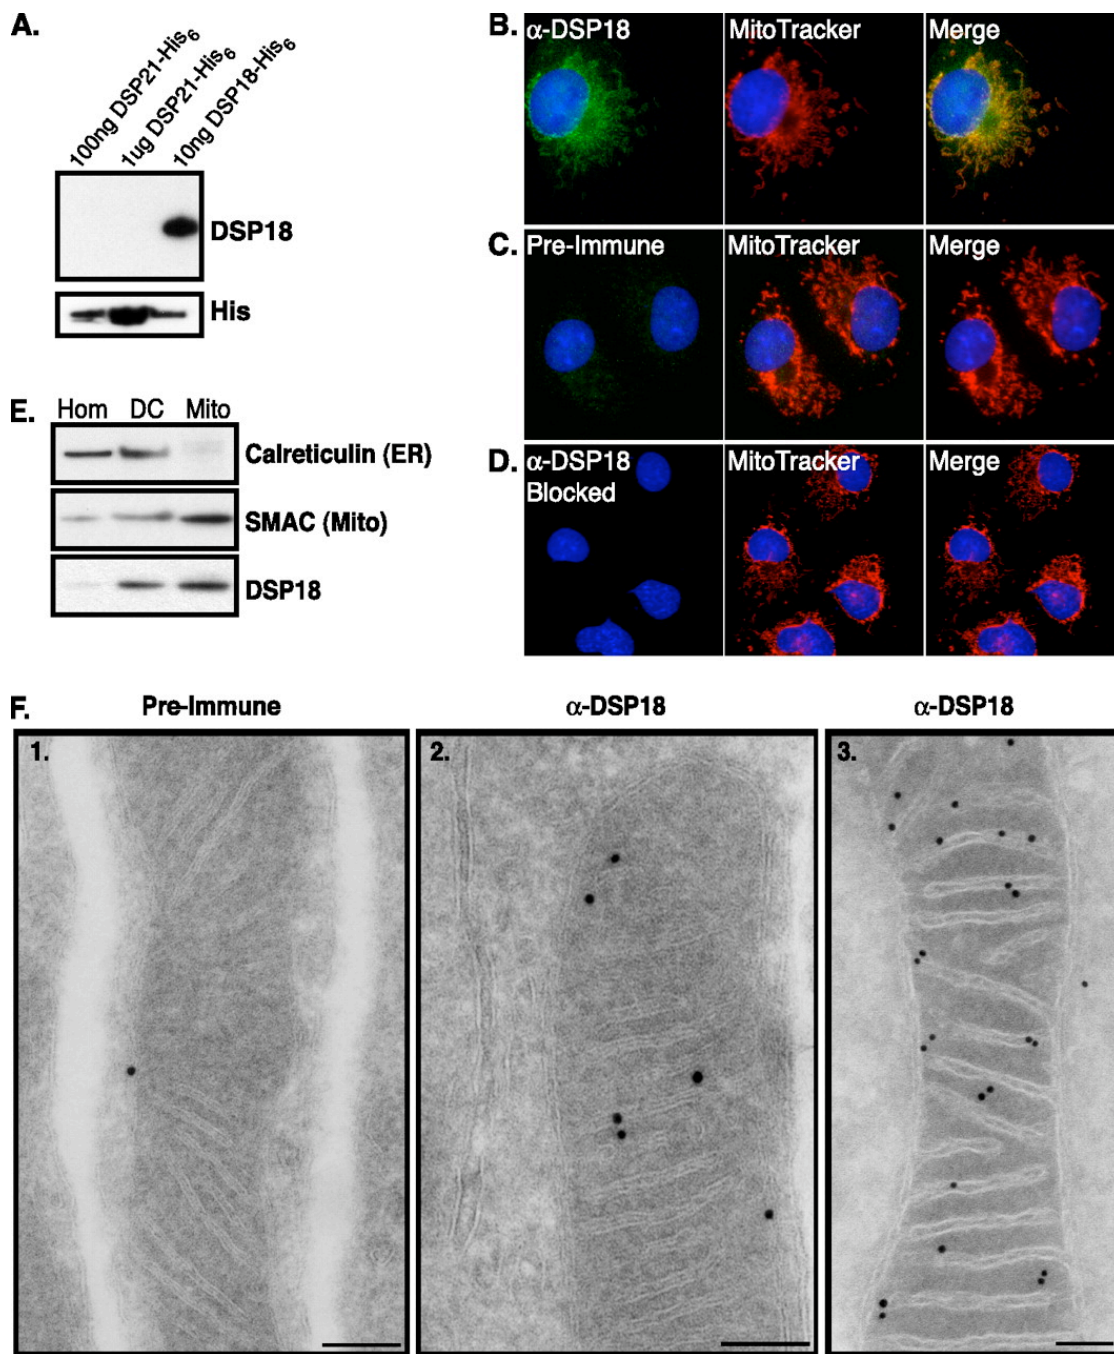 A.
100ng DSP21-His6
1ug DSP21-His6
10ng DSP18-His6
DSP18
His
B.
α-DSP18
MitoTracker
Merge
C.
Pre-Immune
MitoTracker
Merge
D.
α-DSP18
Blocked
MitoTracker
Merge
E.
Hom DC Mito
Calreticulin (ER)
SMAC (Mito)
DSP18
F.
Pre-Immune
α-DSP18
α-DSP18
1.
2.
3.